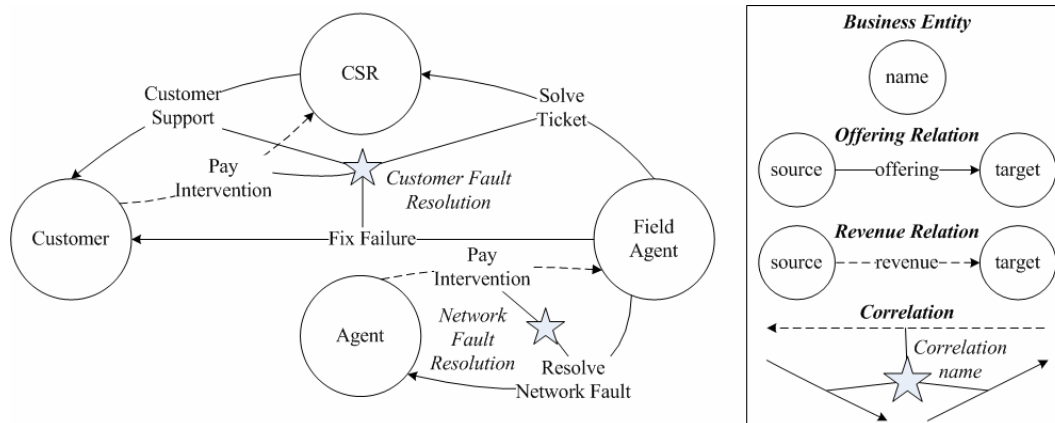 CSR
Customer
Support
Solve
Ticket
Pay
Intervention
Customer Fault
Resolution
Customer
Fix Failure
Field
Agent
Pay
Intervention
Agent
Network
Fault
Resolution
Resolve
Network Fault
Business Entity
name
Offering Relation
source
offering
target
Revenue Relation
source
revenue
target
Correlation
Correlation
name